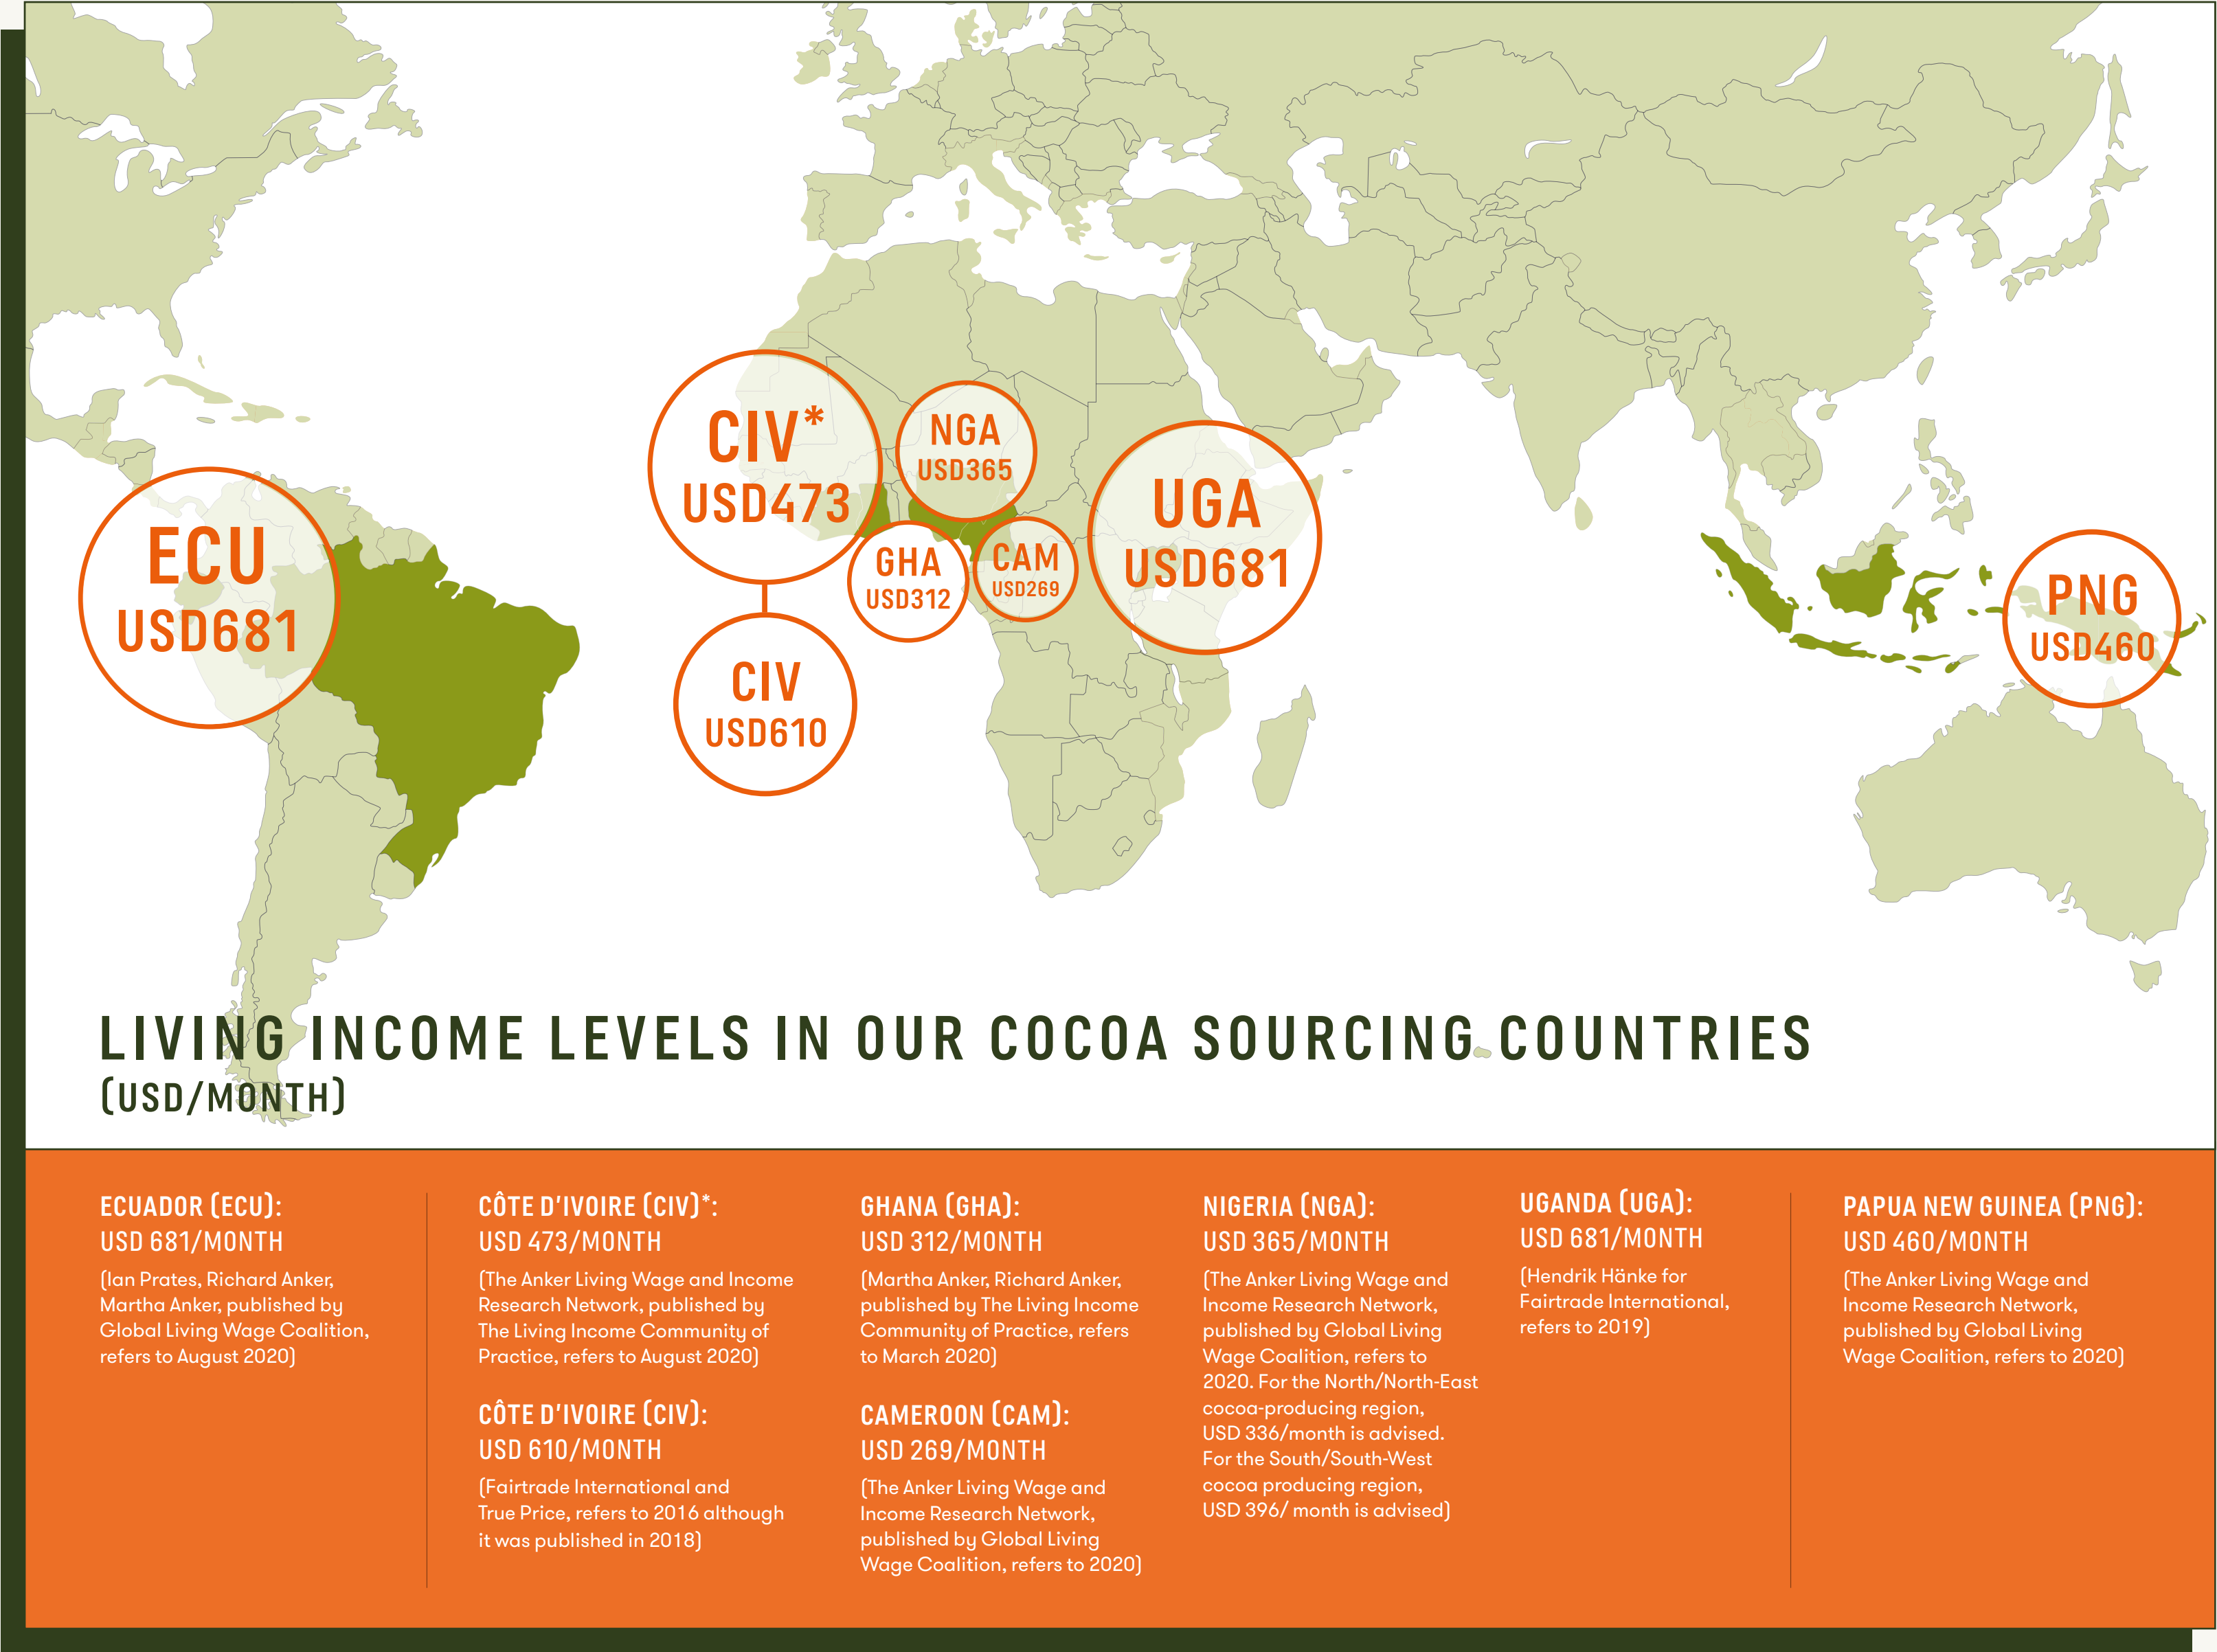 CIV*
USD473
NGA
USD365
UGA
USD681
ECU
USD681
GHA
USD312
CAM
USD269
PNG
USD460
CIV
USD610
LIVING INCOME LEVELS IN OUR COCOA SOURCING COUNTRIES
(USD/MONTH)
ECUADOR (ECU):
USD 681/MONTH
(Ian Prates, Richard Anker,
Martha Anker, published by
Global Living Wage Coalition,
refers to August 2020)
CÔTE D'IVOIRE (CIV)*:
USD 473/MONTH
(The Anker Living Wage and Income
Research Network, published by
The Living Income Community of
Practice, refers to August 2020)
CÔTE D'IVOIRE (CIV):
USD 610/MONTH
(Fairtrade International and
True Price, refers to 2016 although
it was published in 2018)
GHANA (GHA):
USD 312/MONTH
(Martha Anker, Richard Anker,
published by The Living Income
Community of Practice, refers
to March 2020)
CAMEROON (CAM):
USD 269/MONTH
(The Anker Living Wage and
Income Research Network,
published by Global Living
Wage Coalition, refers to 2020)
NIGERIA (NGA):
USD 365/MONTH
(The Anker Living Wage and
Income Research Network,
published by Global Living
Wage Coalition, refers to
2020. For the North/North-East
cocoa-producing region,
USD 336/month is advised.
For the South/South-West
cocoa producing region,
USD 396/ month is advised)
UGANDA (UGA):
USD 681/MONTH
(Hendrik Hänke for
Fairtrade International,
refers to 2019)
PAPUA NEW GUINEA (PNG):
USD 460/MONTH
(The Anker Living Wage and
Income Research Network,
published by Global Living
Wage Coalition, refers to 2020)